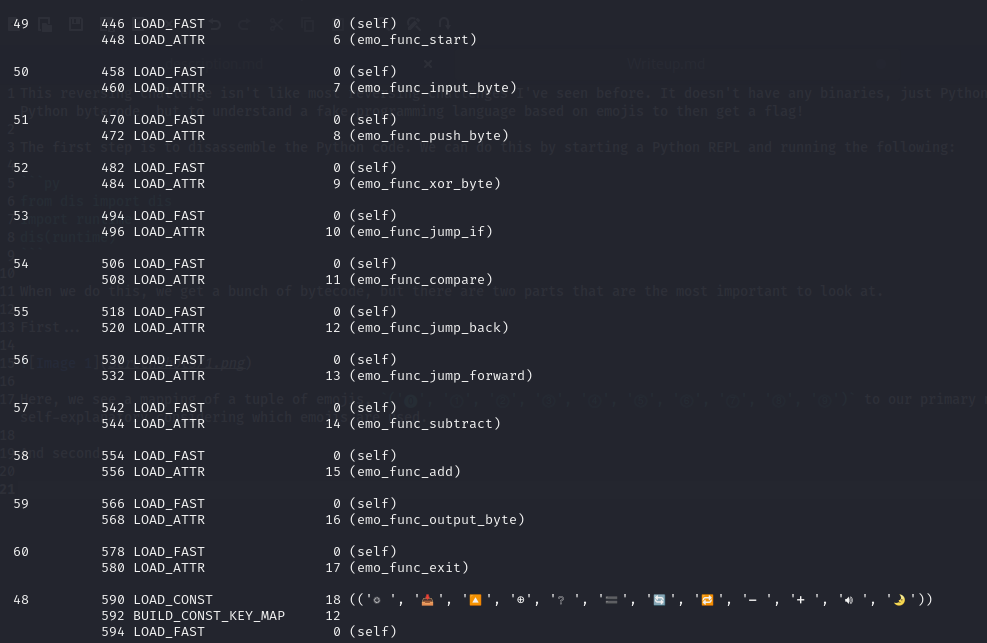 49 446 LOAD_FAST 0 (self)
448 LOAD_ATTR 6 (emo_func_start)
50 458 LOAD_FAST 0 (self)
460 LOAD_ATTR 7 (emo_func_input_byte)
51 470 LOAD_FAST 0 (self)
472 LOAD_ATTR 8 (emo_func_push_byte)
52 482 LOAD_FAST 0 (self)
484 LOAD_ATTR 9 (emo_func_xor_byte)
53 494 LOAD_FAST 0 (self)
496 LOAD_ATTR 10 (emo_func_jump_if)
54 506 LOAD_FAST 0 (self)
508 LOAD_ATTR 11 (emo_func_compare)
55 518 LOAD_FAST 0 (self)
520 LOAD_ATTR 12 (emo_func_jump_back)
56 530 LOAD_FAST 0 (self)
532 LOAD_ATTR 13 (emo_func_jump_forward)
57 542 LOAD_FAST 0 (self)
544 LOAD_ATTR 14 (emo_func_subtract)
58 554 LOAD_FAST 0 (self)
556 LOAD_ATTR 15 (emo_func_add)
59 566 LOAD_FAST 0 (self)
568 LOAD_ATTR 16 (emo_func_output_byte)
60 578 LOAD_FAST 0 (self)
580 LOAD_ATTR 17 (emo_func_exit)
48 590 LOAD_CONST 18 (('⚙', '📥', '🔼', '⊕', '❔', '🟰', '🔄', '🔁', '➖', '➕', '🔊', '🌛'))
592 BUILD_CONST_KEY_MAP 12
594 LOAD_FAST 0 (self)